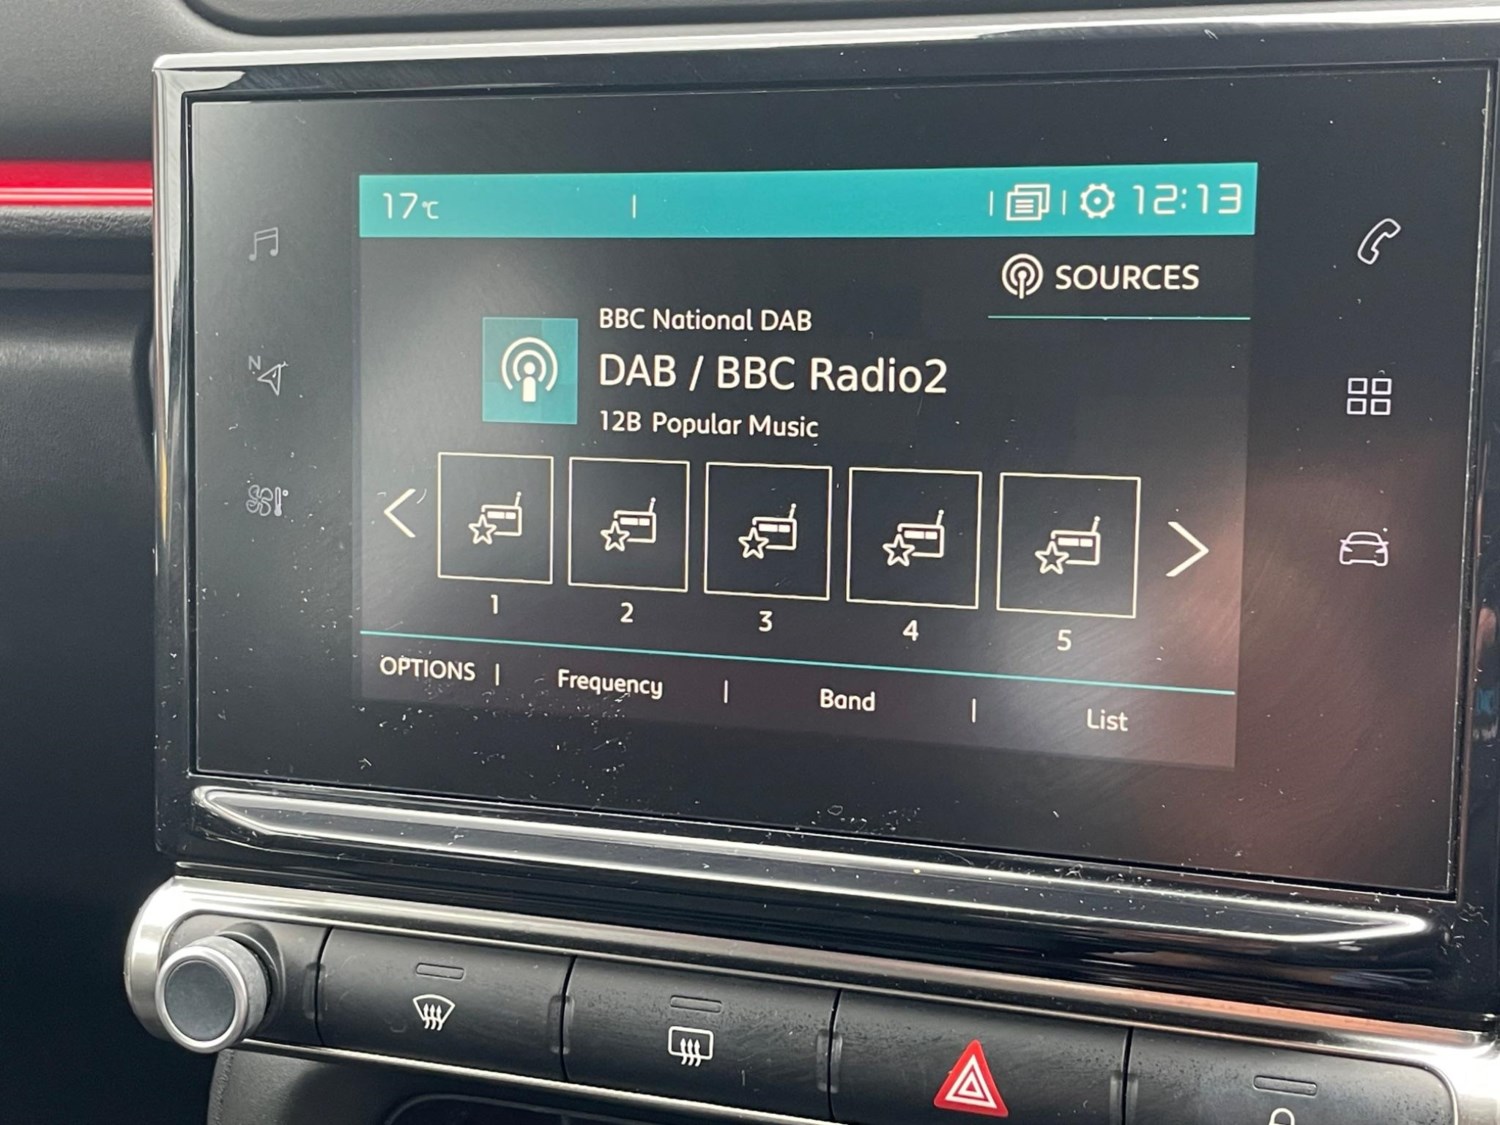 17°C
12:13
SOURCES
BBC National DAB
DAB / BBC Radio2
12B Popular Music
N
1 2 3 4 5
OPTIONS | Frequency | Band | List